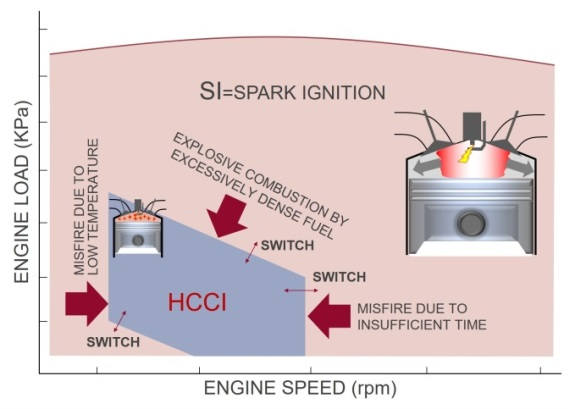 SI=SPARK IGNITION
ENGINE LOAD (KPa)
MISFIRE DUE TO
LOW TEMPERATURE
EXPLOSIVE COMBUSTION BY
EXCESSIVELY DENSE FUEL
SWITCH
SWITCH
HCCI
MISFIRE DUE TO
INSUFFICIENT TIME
SWITCH
ENGINE SPEED (rpm)